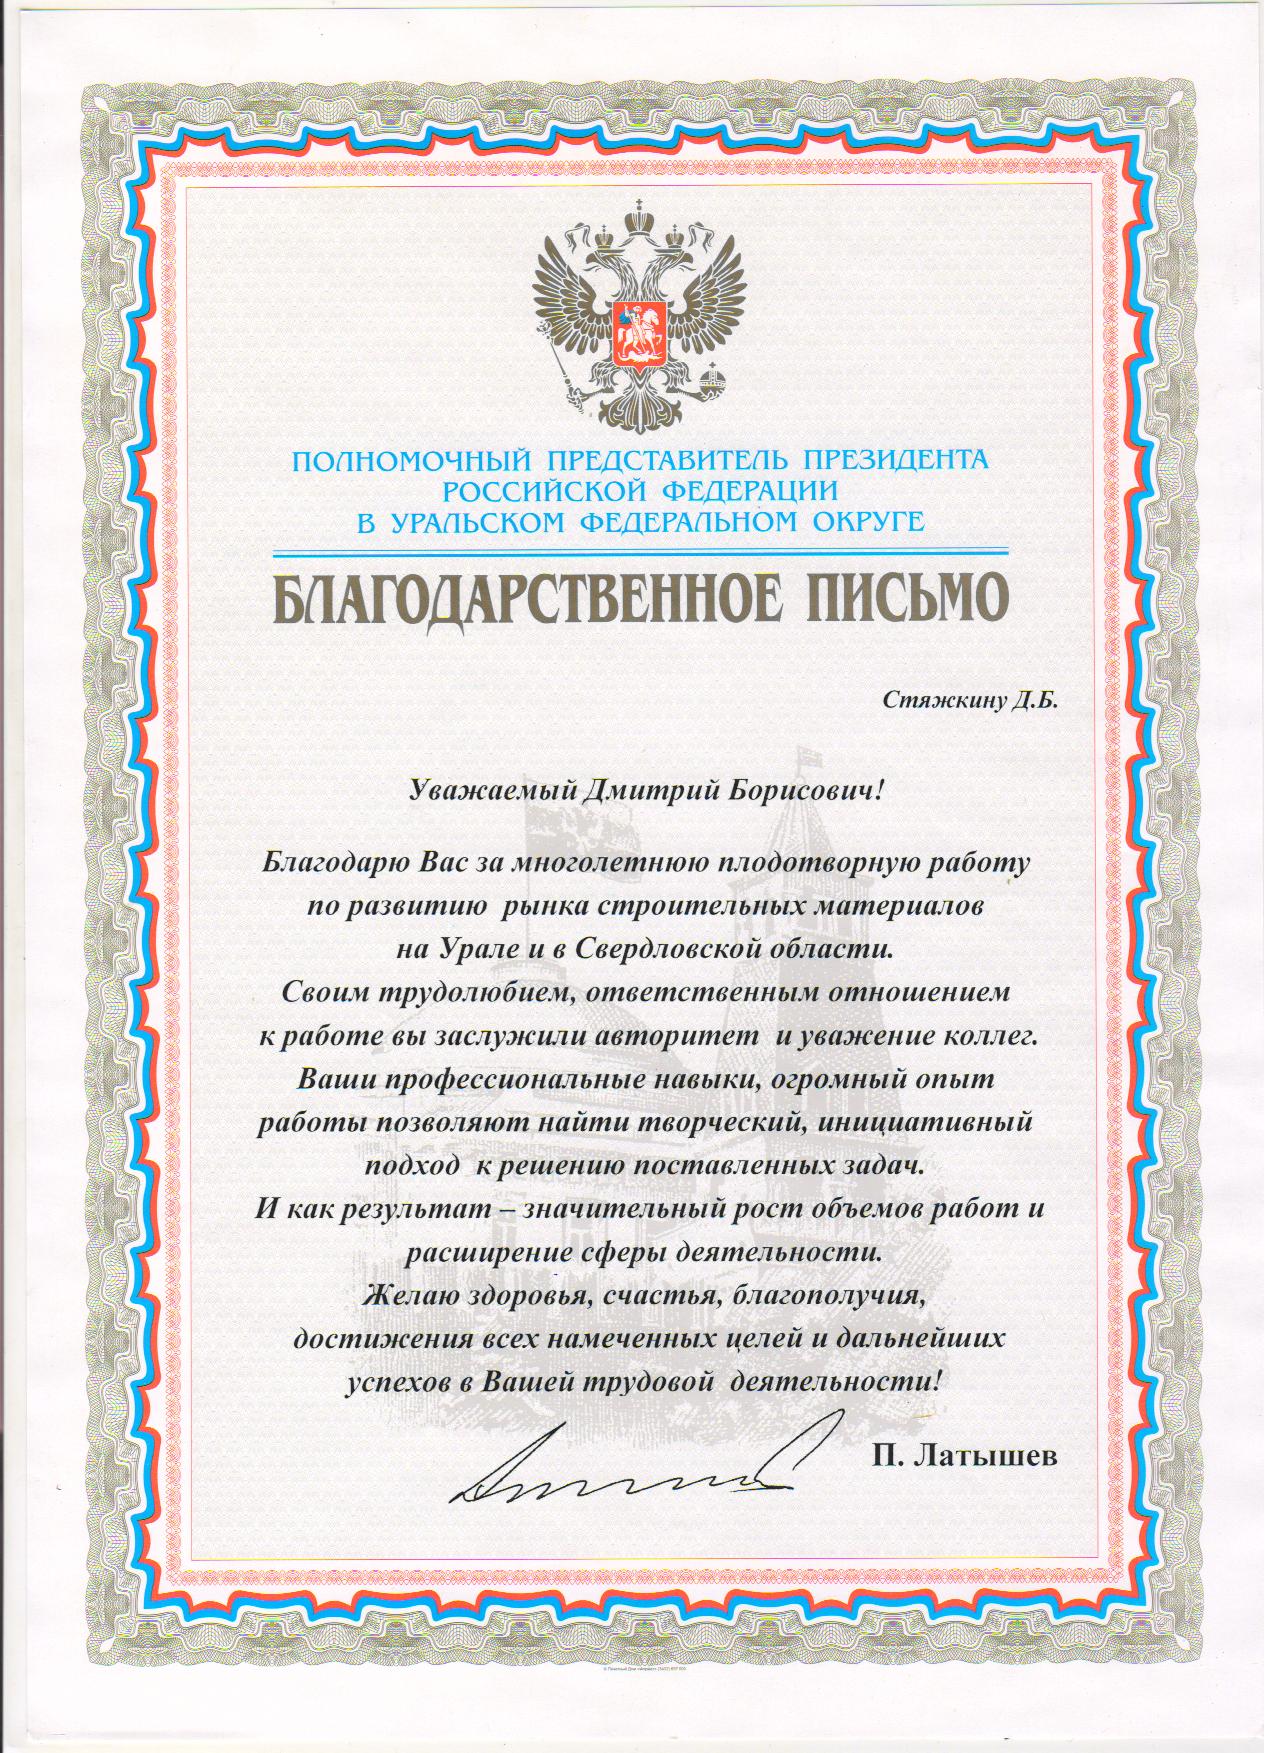 ПОЛНОМОЧНЫЙ ПРЕДСТАВИТЕЛЬ ПРЕЗИДЕНТА
РОССИЙСКОЙ ФЕДЕРАЦИИ
В УРАЛЬСКОМ ФЕДЕРАЛЬНОМ ОКРУГЕ
БЛАГОДАРСТВЕННОЕ ПИСЬМО
Стяжкину Д.Б.
Уважаемый Дмитрий Борисович!
Благодарю Вас за многолетнюю плодотворную работу
по развитию рынка строительных материалов
на Урале и в Свердловской области.
Своим трудолюбием, ответственным отношением
к работе вы заслужили авторитет и уважение коллег.
Ваши профессиональные навыки, огромный опыт
работы позволяют найти творческий, инициативный
подход к решению поставленных задач.
И как результат – значительный рост объемов работ и
расширение сферы деятельности.
Желаю здоровья, счастья, благополучия,
достижения всех намеченных целей и дальнейших
успехов в Вашей трудовой деятельности!
П. Латышев